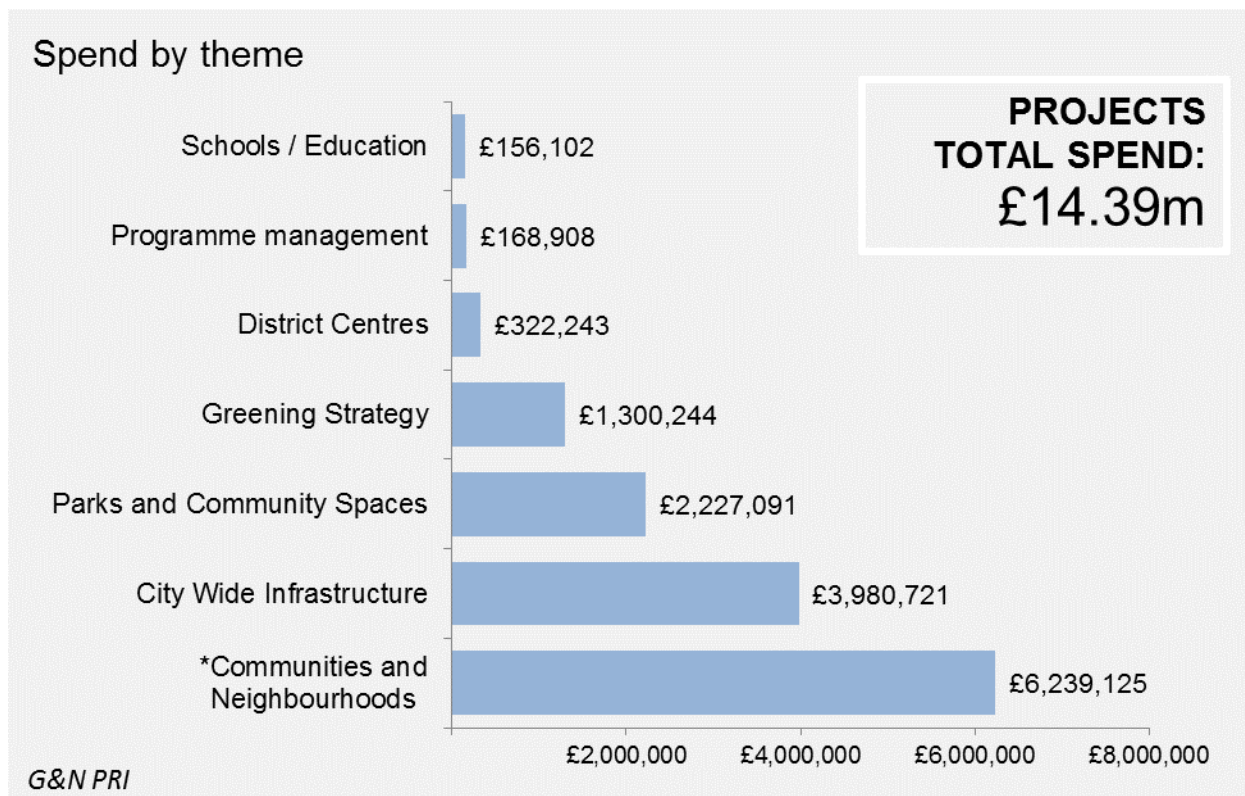 Spend by theme
PROJECTS
TOTAL SPEND:
£14.39m
Schools / Education
£156,102
Programme management
£168,908
District Centres
£322,243
Greening Strategy
£1,300,244
Parks and Community Spaces
£2,227,091
City Wide Infrastructure
£3,980,721
*Communities and
Neighbourhoods
£6,239,125
£2,000,000
£4,000,000
£6,000,000
£8,000,000
G&N PRI